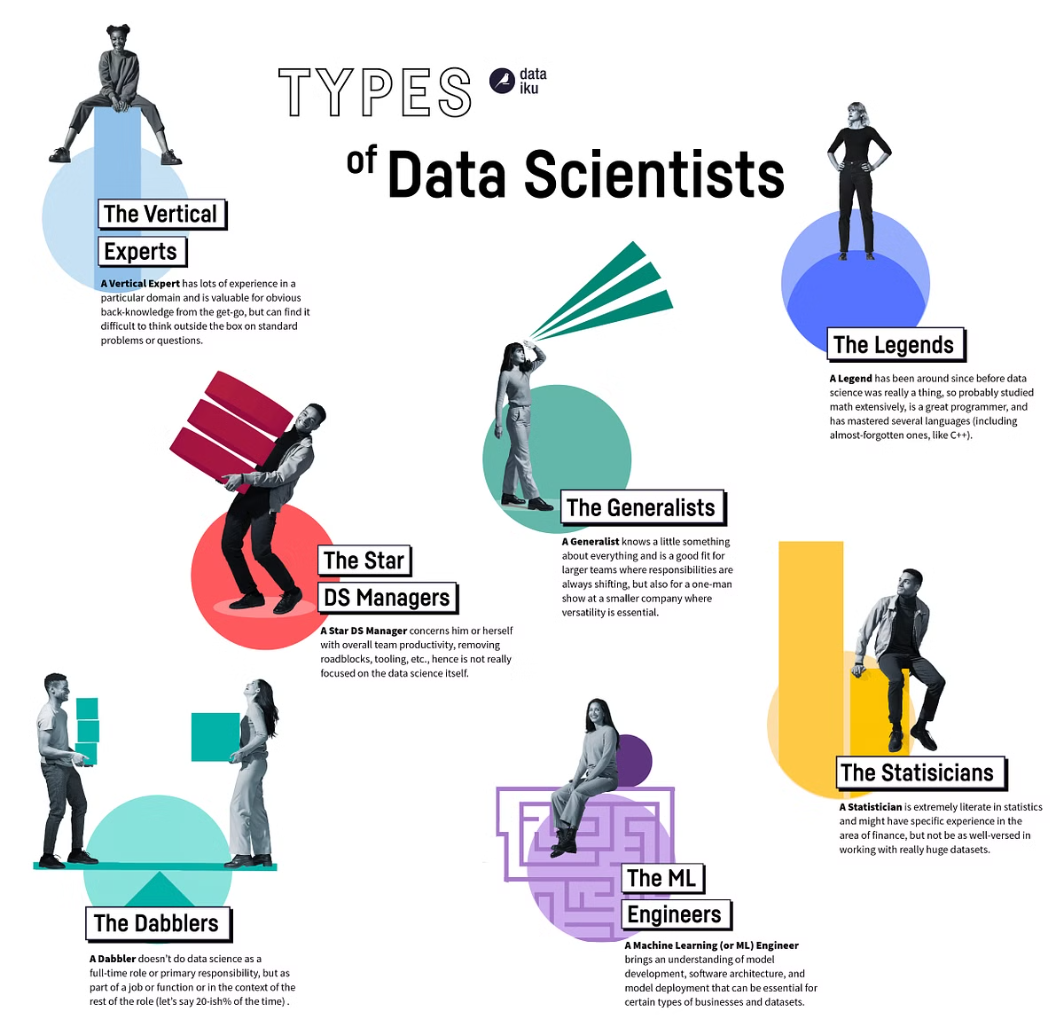 TYPES
data
iku
of Data Scientists
The Vertical
Experts
A Vertical Expert has lots of experience in a
particular domain and is valuable for obvious
back-knowledge from the get-go, but can find it
difficult to think outside the box on standard
problems or questions.
The Legends
A Legend has been around since before data
science was really a thing, so probably studied
math extensively, is a great programmer, and
has mastered several languages (including
almost-forgotten ones, like C++).
The Generalists
A Generalist knows a little something
about everything and is a good fit for
larger teams where responsibilities are
always shifting, but also for a one-man
show at a smaller company where
versatility is essential.
The Star
DS Managers
A Star DS Manager concerns him or herself
with overall team productivity, removing
roadblocks, tooling, etc., hence is not really
focused on the data science itself.
The Statisicians
A Statistician is extremely literate in statistics
and might have specific experience in the
area of finance, but not be as well-versed in
working with really huge datasets.
The Dabblers
A Dabbler doesn't do data science as a
full-time role or primary responsibility, but as
part of a job or function or in the context of the
rest of the role (let's say 20-ish% of the time) .
The ML
Engineers
A Machine Learning (or ML) Engineer
brings an understanding of model
development, software architecture, and
model deployment that can be essential for
certain types of businesses and datasets.